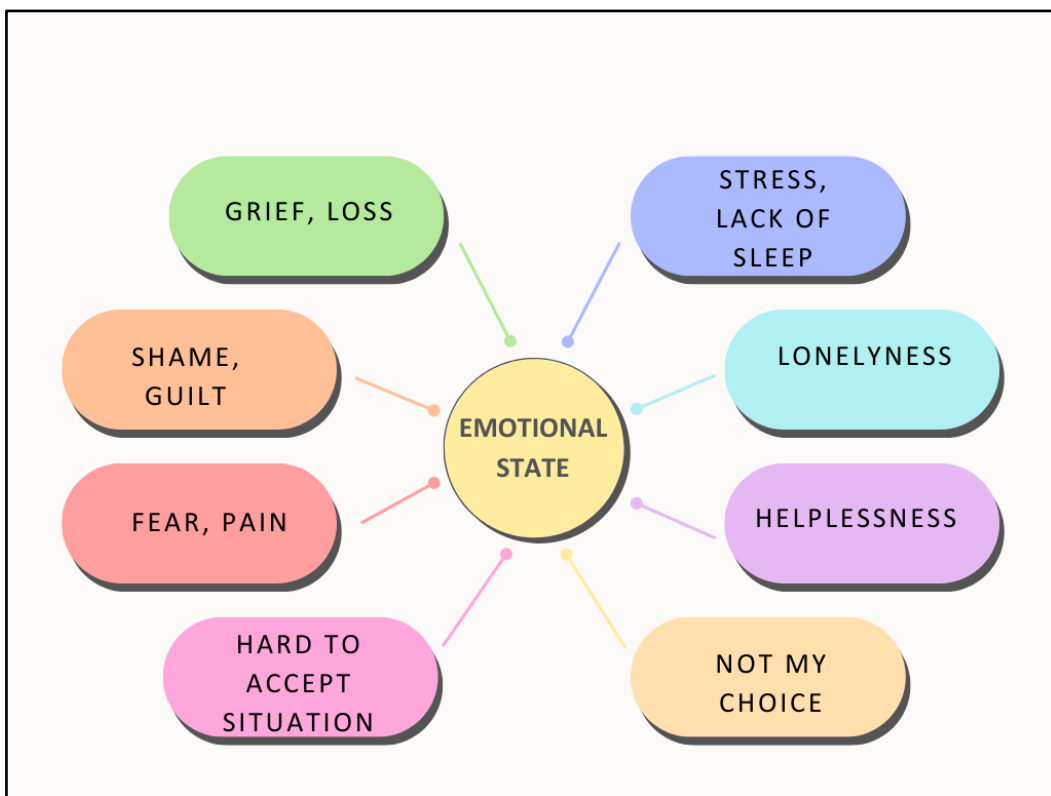 GRIEF, LOSS
STRESS,
LACK OF
SLEEP
SHAME,
GUILT
LONELYNESS
EMOTIONAL
STATE
FEAR, PAIN
HELPLESSNESS
HARD TO
ACCEPT
SITUATION
NOT MY
CHOICE